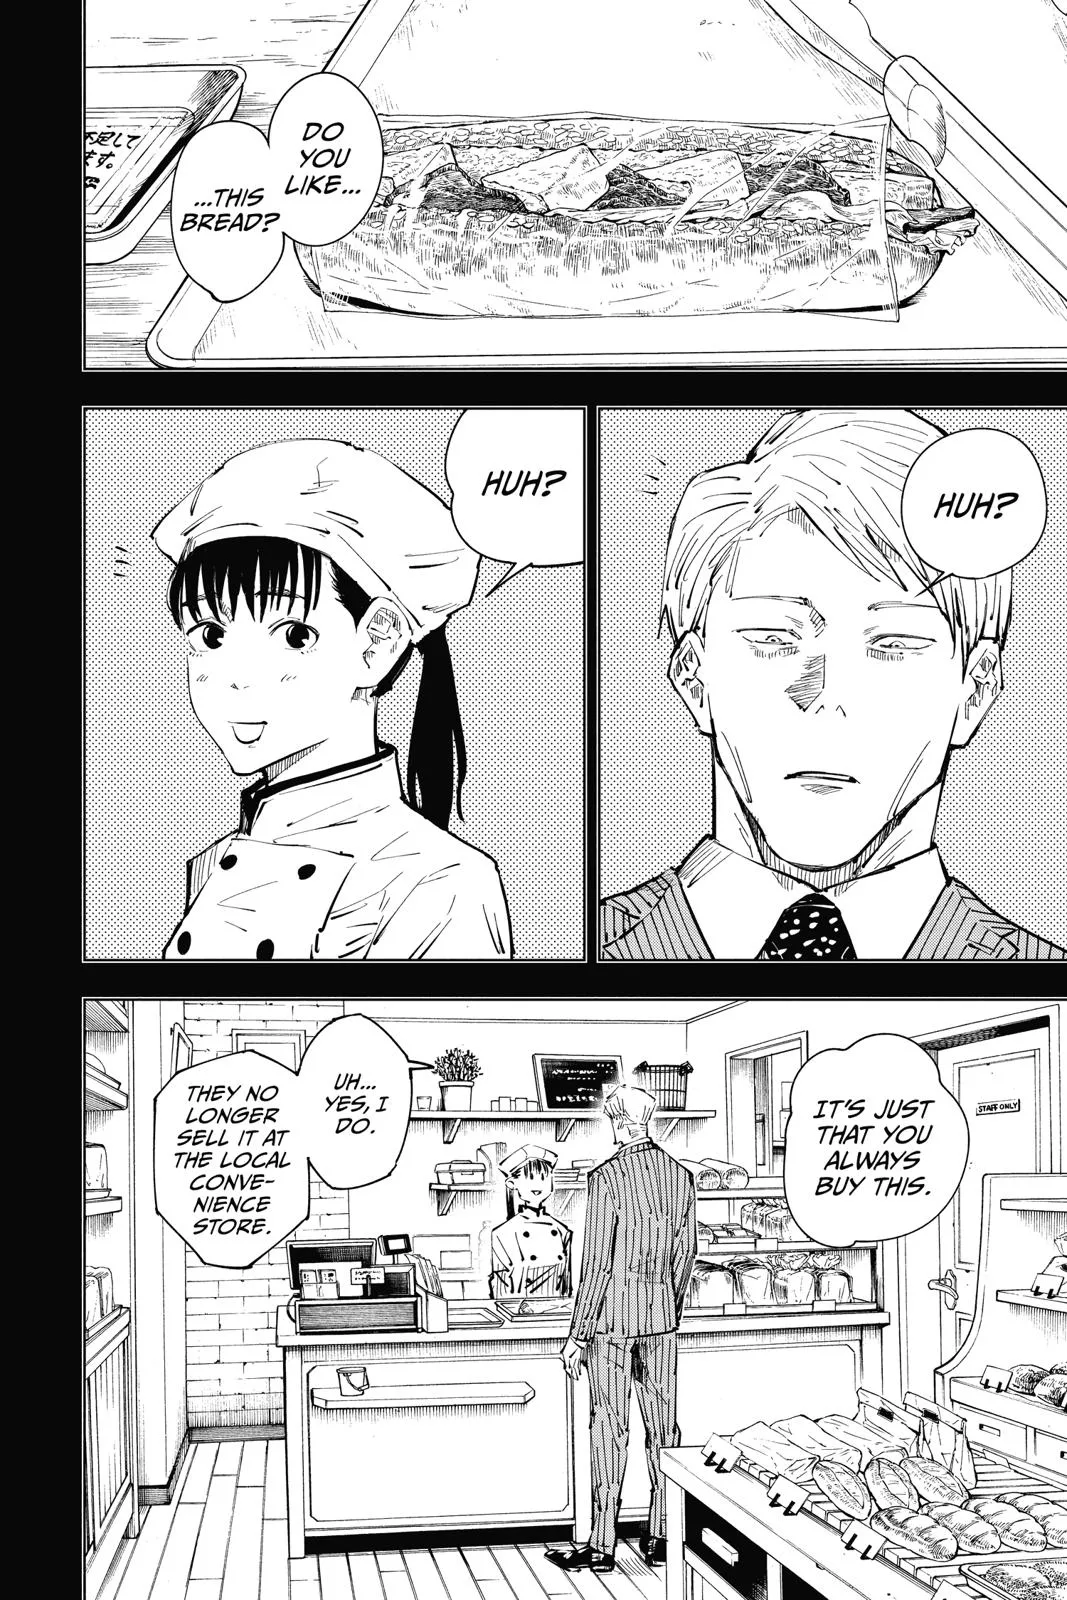 DO
YOU
LIKE...
...THIS
BREAD?
HUH?
HUH?
IT'S JUST
THAT YOU
ALWAYS
BUY THIS.
STAFF ONLY
UH...
YES, I
DO.
THEY NO
LONGER
SELL IT AT
THE LOCAL
CONVE-
NIENCE
STORE.